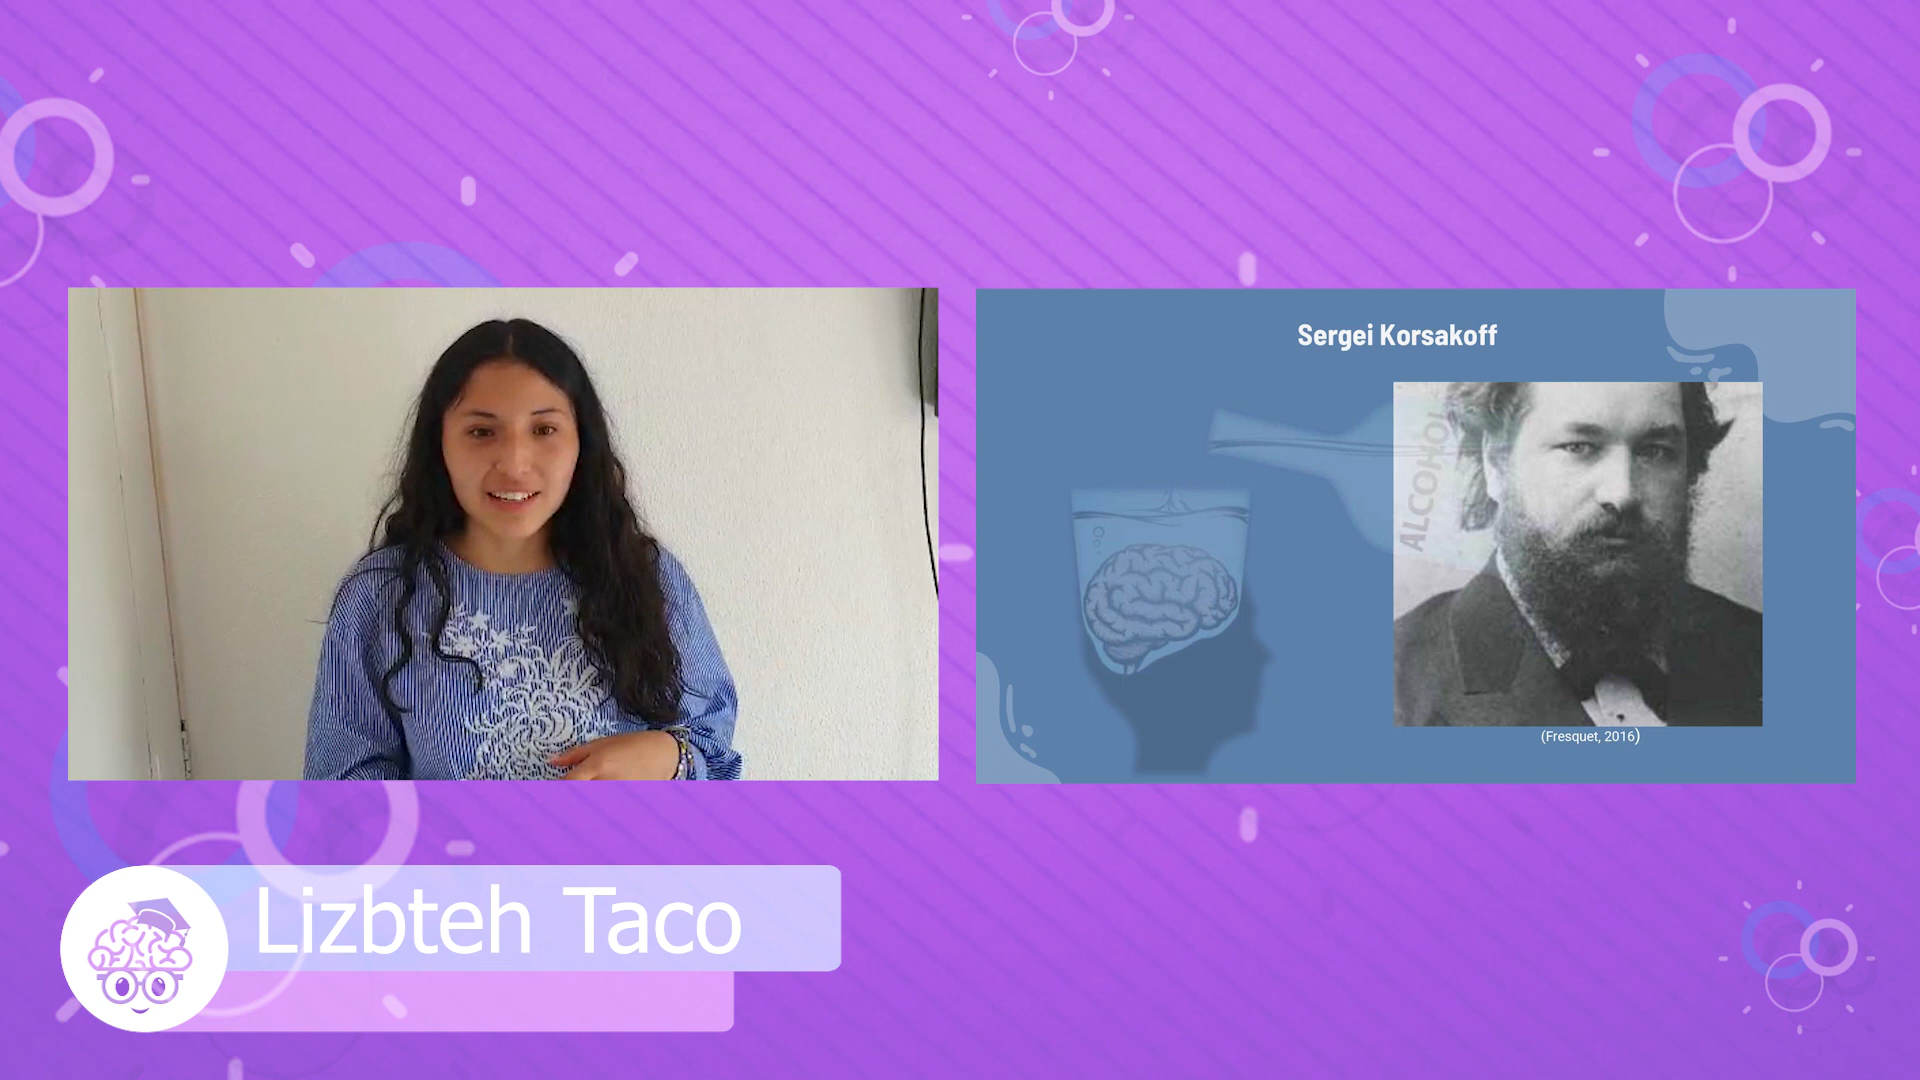 Sergei Korsakoff
ALCOHOL
(Fresquet, 2016)
Lizbteh Taco